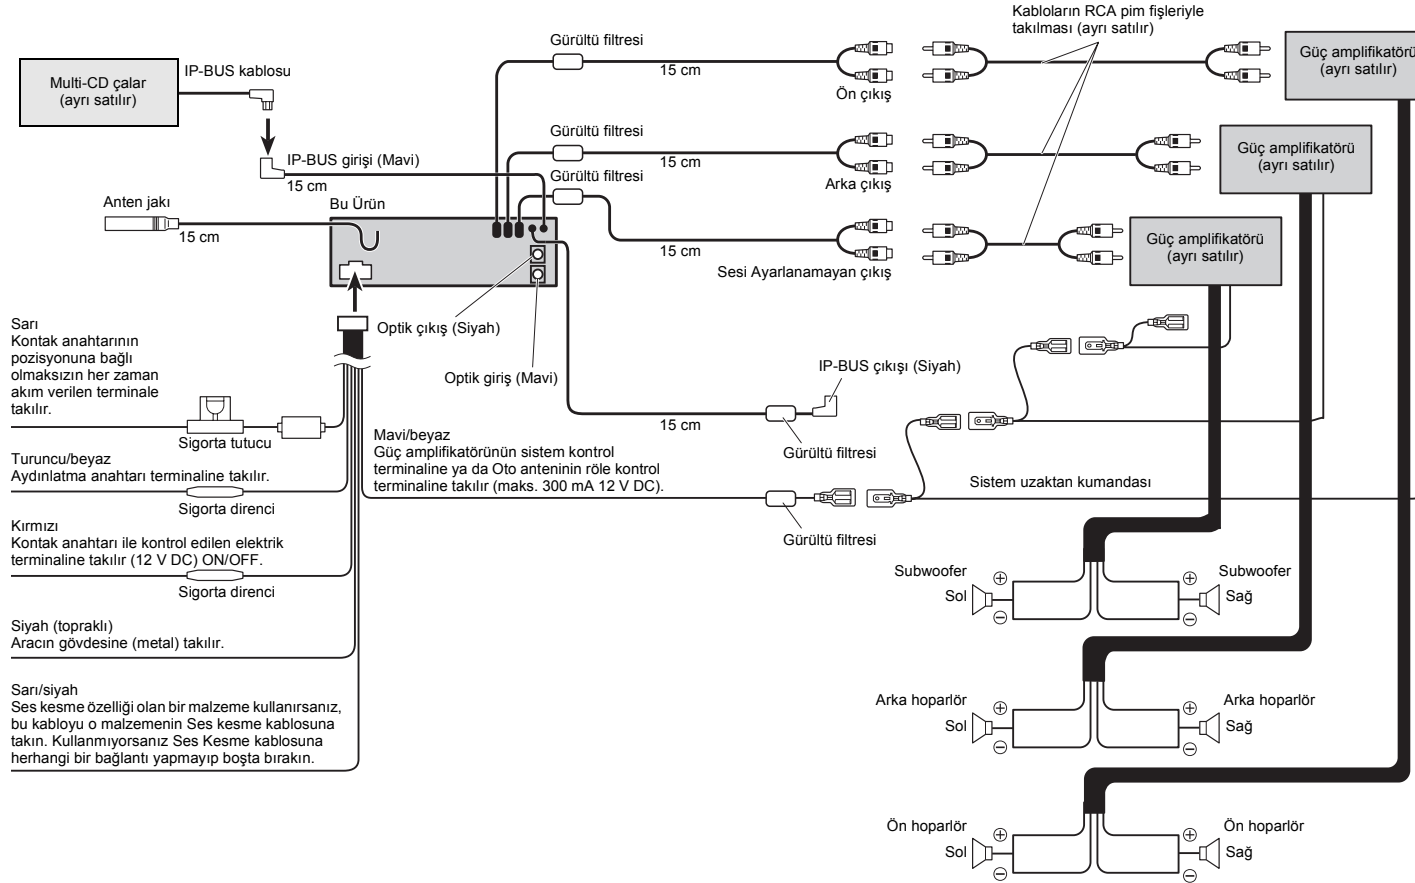 Kabloların RCA pim fişleriyle
takılması (ayrı satılır)
Gürültü filtresi
15 cm
Ön çıkış
Güç amplifikatörü
(ayrı satılır)
Multi-CD çalar
(ayrı satılır)
IP-BUS kablosu
Gürültü filtresi
15 cm
Arka çıkış
Güç amplifikatörü
(ayrı satılır)
IP-BUS girişi (Mavi)
15 cm
Gürültü filtresi
15 cm
Sesi Ayarlanamayan çıkış
Güç amplifikatörü
(ayrı satılır)
Anten jakı
15 cm
Bu Ürün
Optik çıkış (Siyah)
Optik giriş (Mavi)
IP-BUS çıkışı (Siyah)
15 cm
Gürültü filtresi
Sarı
Kontak anahtarının
pozisyonuna bağlı
olmaksızın her zaman
akım verilen terminale
takılır.
Sigorta tutucu
Turuncu/beyaz
Aydınlatma anahtarı terminaline takılır.
Sigorta direnci
Kırmızı
Kontak anahtarı ile kontrol edilen elektrik
terminaline takılır (12 V DC) ON/OFF.
Sigorta direnci
Siyah (topraklı)
Aracın gövdesine (metal) takılır.
Sarı/siyah
Ses kesme özelliği olan bir malzeme kullanırsanız,
bu kabloyu o malzemenin Ses kesme kablosuna
takın. Kullanmıyorsanız Ses Kesme kablosuna
herhangi bir bağlantı yapmayıp boşta bırakın.
Mavi/beyaz
Güç amplifikatörünün sistem kontrol
terminaline ya da Oto anteninin röle kontrol
terminaline takılır (maks. 300 mA 12 V DC).
Gürültü filtresi
Sistem uzaktan kumandası
Subwoofer
Sol
+
−
Subwoofer
Sağ
+
−
Arka hoparlör
Sol
+
−
Arka hoparlör
Sağ
+
−
Ön hoparlör
Sol
+
−
Ön hoparlör
Sağ
+
−